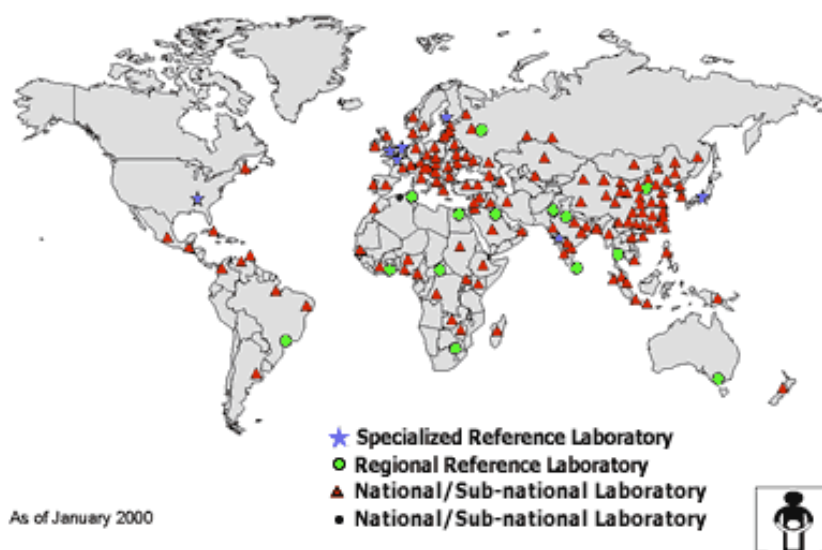 Specialized Reference Laboratory
Regional Reference Laboratory
National/Sub-national Laboratory
National/Sub-national Laboratory
As of January 2000